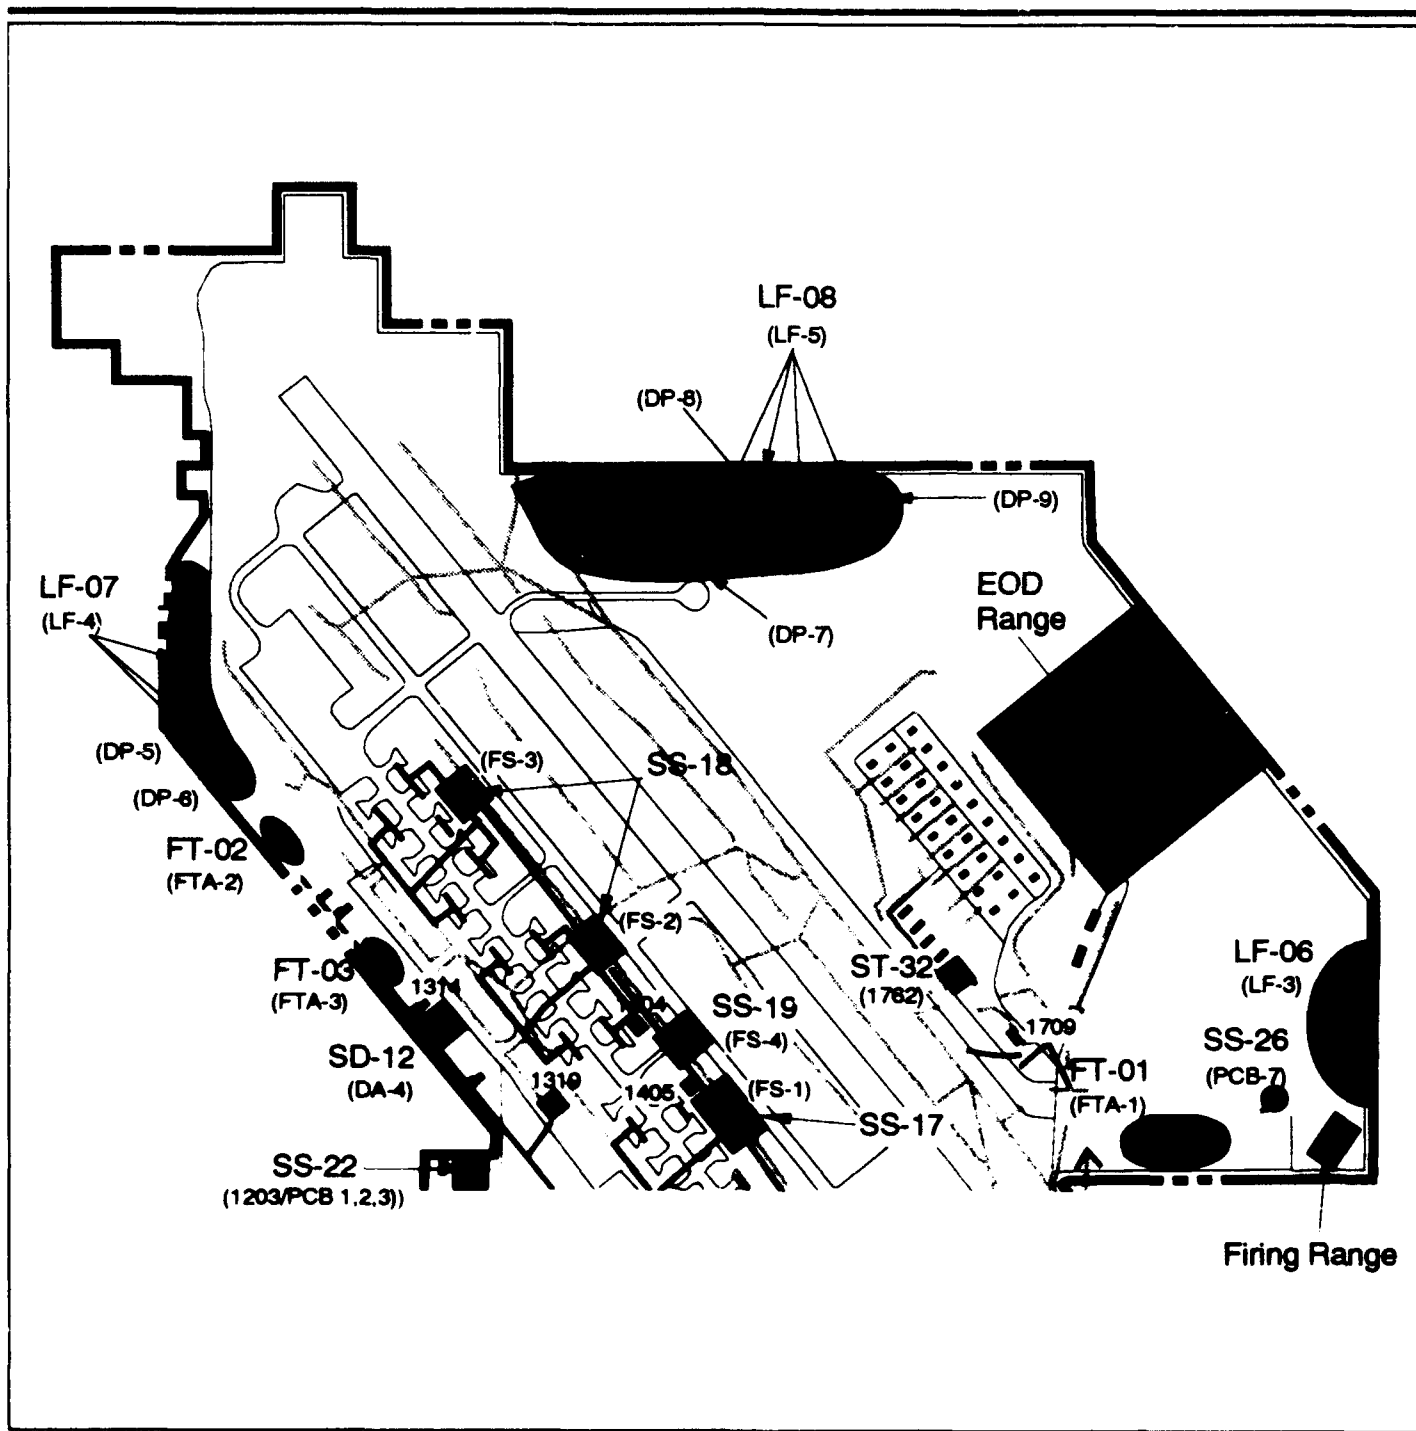 LF-08
(LF-5)
(DP-8)
(DP-9)
LF-07
(LF-4)
EOD
Range
(DP-7)
(DP-5)
(FS-3)
SS-18
(DP-6)
FT-02
(FTA-2)
(FS-2)
FT-03
(FTA-3)
1314
ST-32
(1762)
LF-06
(LF-3)
SS-19
(FS-4)
1709
SS-26
(PCB-7)
SD-12
(DA-4)
1319
1405
(FS-1)
FT-01
(FTA-1)
SS-17
SS-22
(1203/PCB 1,2,3))
Firing Range